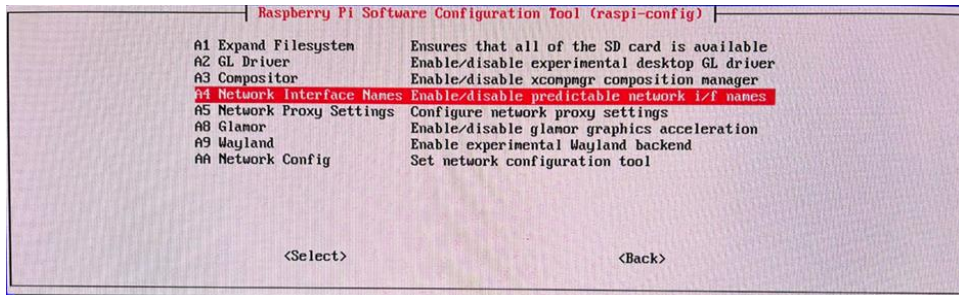 Raspberry Pi Software Configuration Tool (raspi-config)
A1 Expand Filesystem Ensures that all of the SD card is available
A2 GL Driver Enable/disable experimental desktop GL driver
A3 Compositor Enable/disable xcompmgr composition manager
A4 Network Interface Names Enable/disable predictable network i/f names
A5 Network Proxy Settings Configure network proxy settings
A8 Glamor Enable/disable glamor graphics acceleration
A9 Wayland Enable experimental Wayland backend
AA Network Config Set network configuration tool
<Select> <Back>